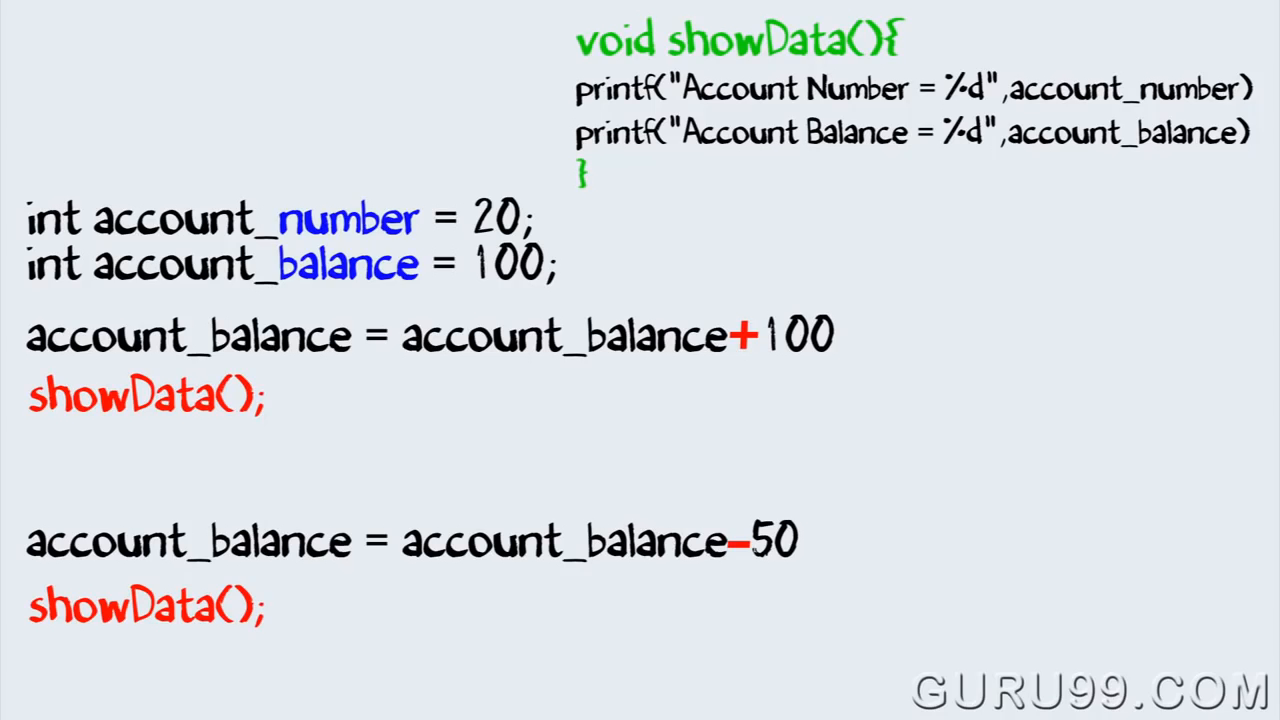 void showData(){
printf("Account Number = %d",account_number)
printf("Account Balance = %d",account_balance)
}
int account_number = 20;
int account_balance = 100;
account_balance = account_balance+100
showData();
account_balance = account_balance-50
showData();
GURU99.COM